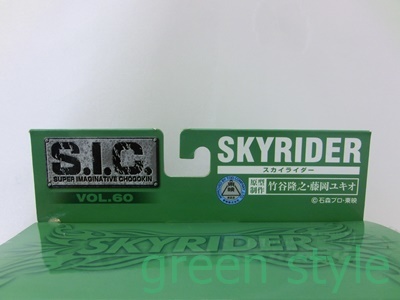 S.I.C.
SUPER IMAGINATIVE CHOGOKIN
VOL.60
SKYRIDER
スカイライダー
原型制作
竹谷隆之・藤岡ユキオ
©石森プロ・東映
SKYRIDER
green style